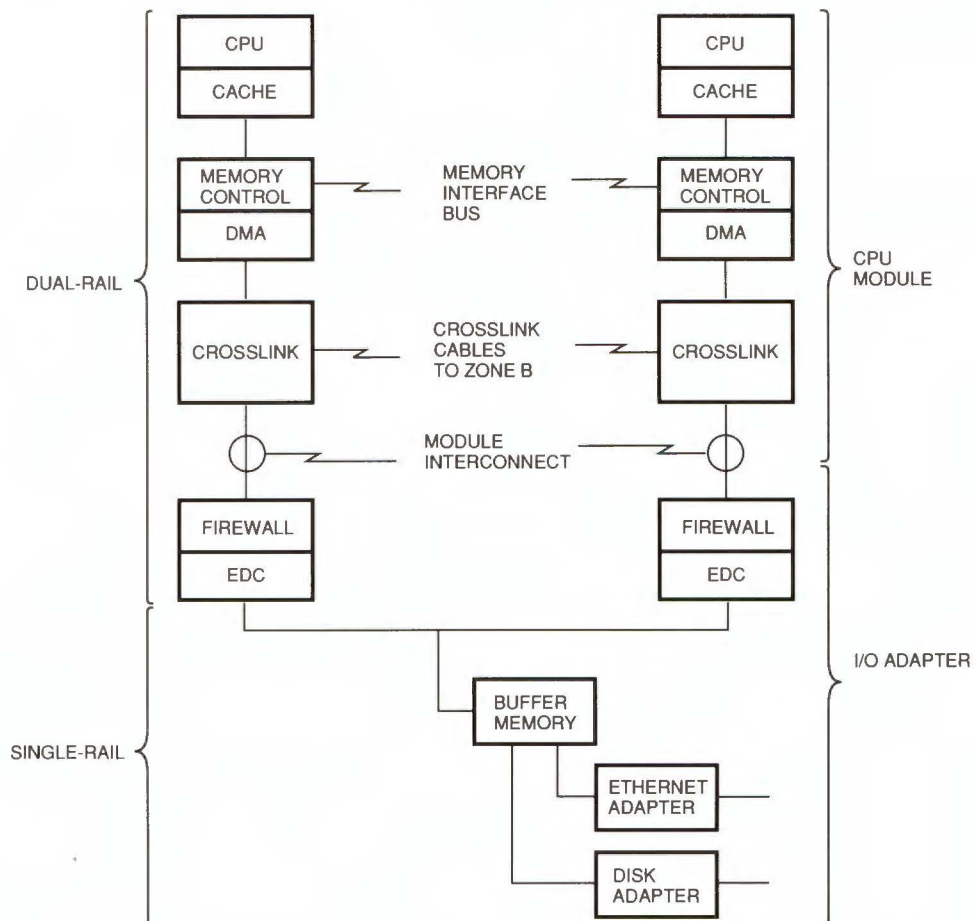 CPU
CPU
CACHE
CACHE
MEMORY
CONTROL
MEMORY
INTERFACE
BUS
MEMORY
CONTROL
DMA
DMA
DUAL-RAIL
CPU
MODULE
CROSSLINK
CROSSLINK
CABLES
TO ZONE B
CROSSLINK
MODULE
INTERCONNECT
FIREWALL
FIREWALL
EDC
EDC
I/O ADAPTER
BUFFER
MEMORY
SINGLE-RAIL
ETHERNET
ADAPTER
DISK
ADAPTER